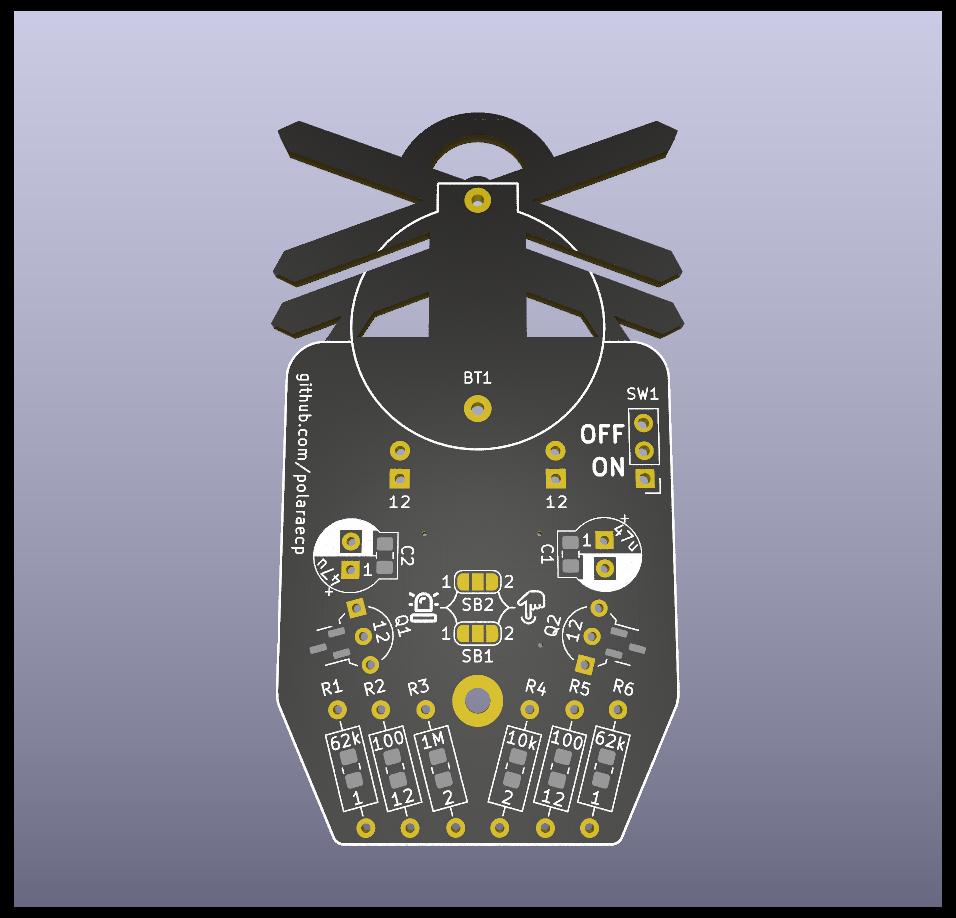 BT1
SW1
github.com/polaraecp
OFF
ON
12
12
47u
1
C2
+
C1
1
47u
+
1
2
SB2
1
2
SB1
Q1
12
Q2
12
R1
R2
R3
R4
R5
R6
62k
100
1M
10k
100
62k
1
12
2
2
12
1